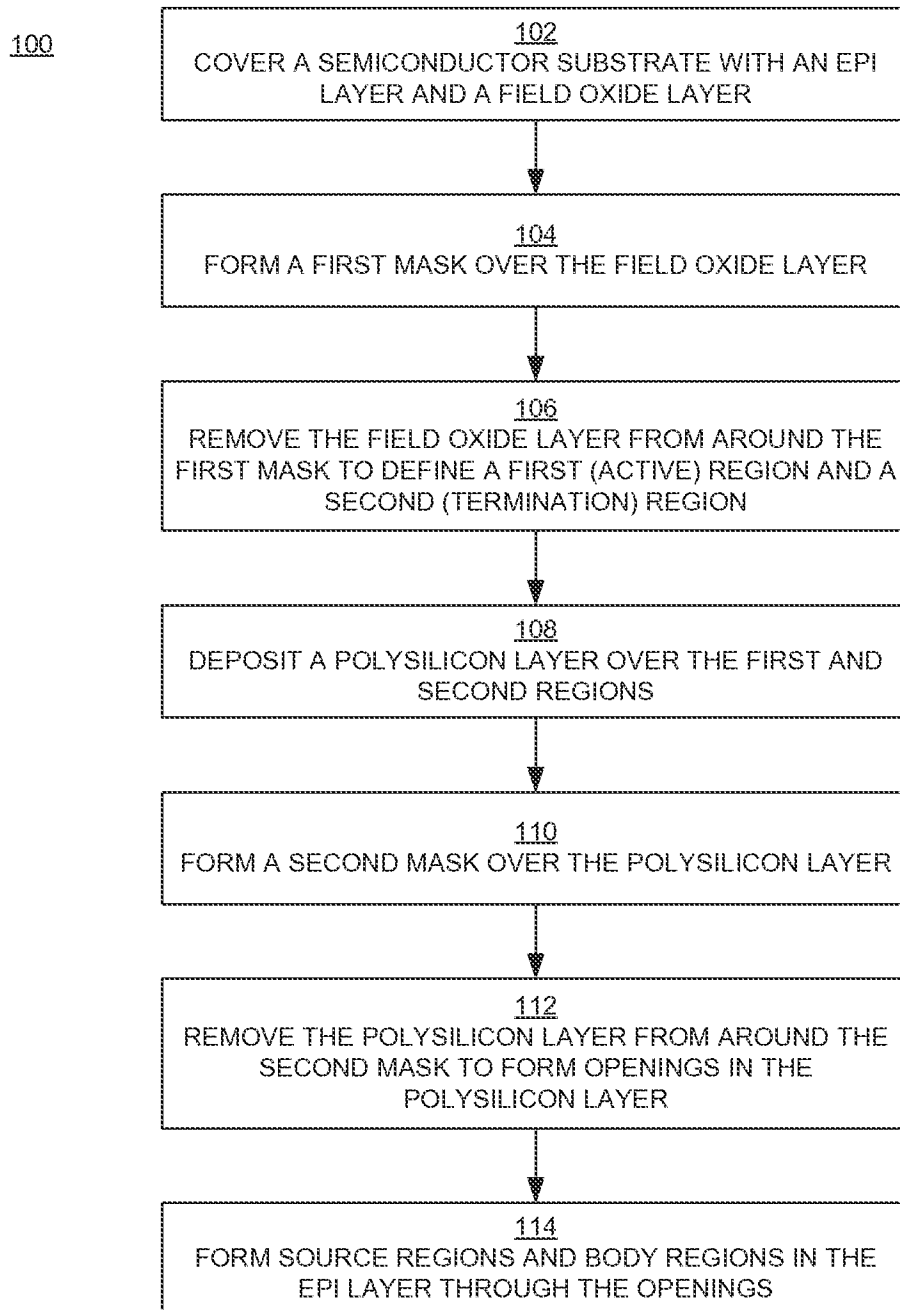 100
102
COVER A SEMICONDUCTOR SUBSTRATE WITH AN EPI
LAYER AND A FIELD OXIDE LAYER
104
FORM A FIRST MASK OVER THE FIELD OXIDE LAYER
106
REMOVE THE FIELD OXIDE LAYER FROM AROUND THE
FIRST MASK TO DEFINE A FIRST (ACTIVE) REGION AND A
SECOND (TERMINATION) REGION
108
DEPOSIT A POLYSILICON LAYER OVER THE FIRST AND
SECOND REGIONS
110
FORM A SECOND MASK OVER THE POLYSILICON LAYER
112
REMOVE THE POLYSILICON LAYER FROM AROUND THE
SECOND MASK TO FORM OPENINGS IN THE
POLYSILICON LAYER
114
FORM SOURCE REGIONS AND BODY REGIONS IN THE
EPI LAYER THROUGH THE OPENINGS